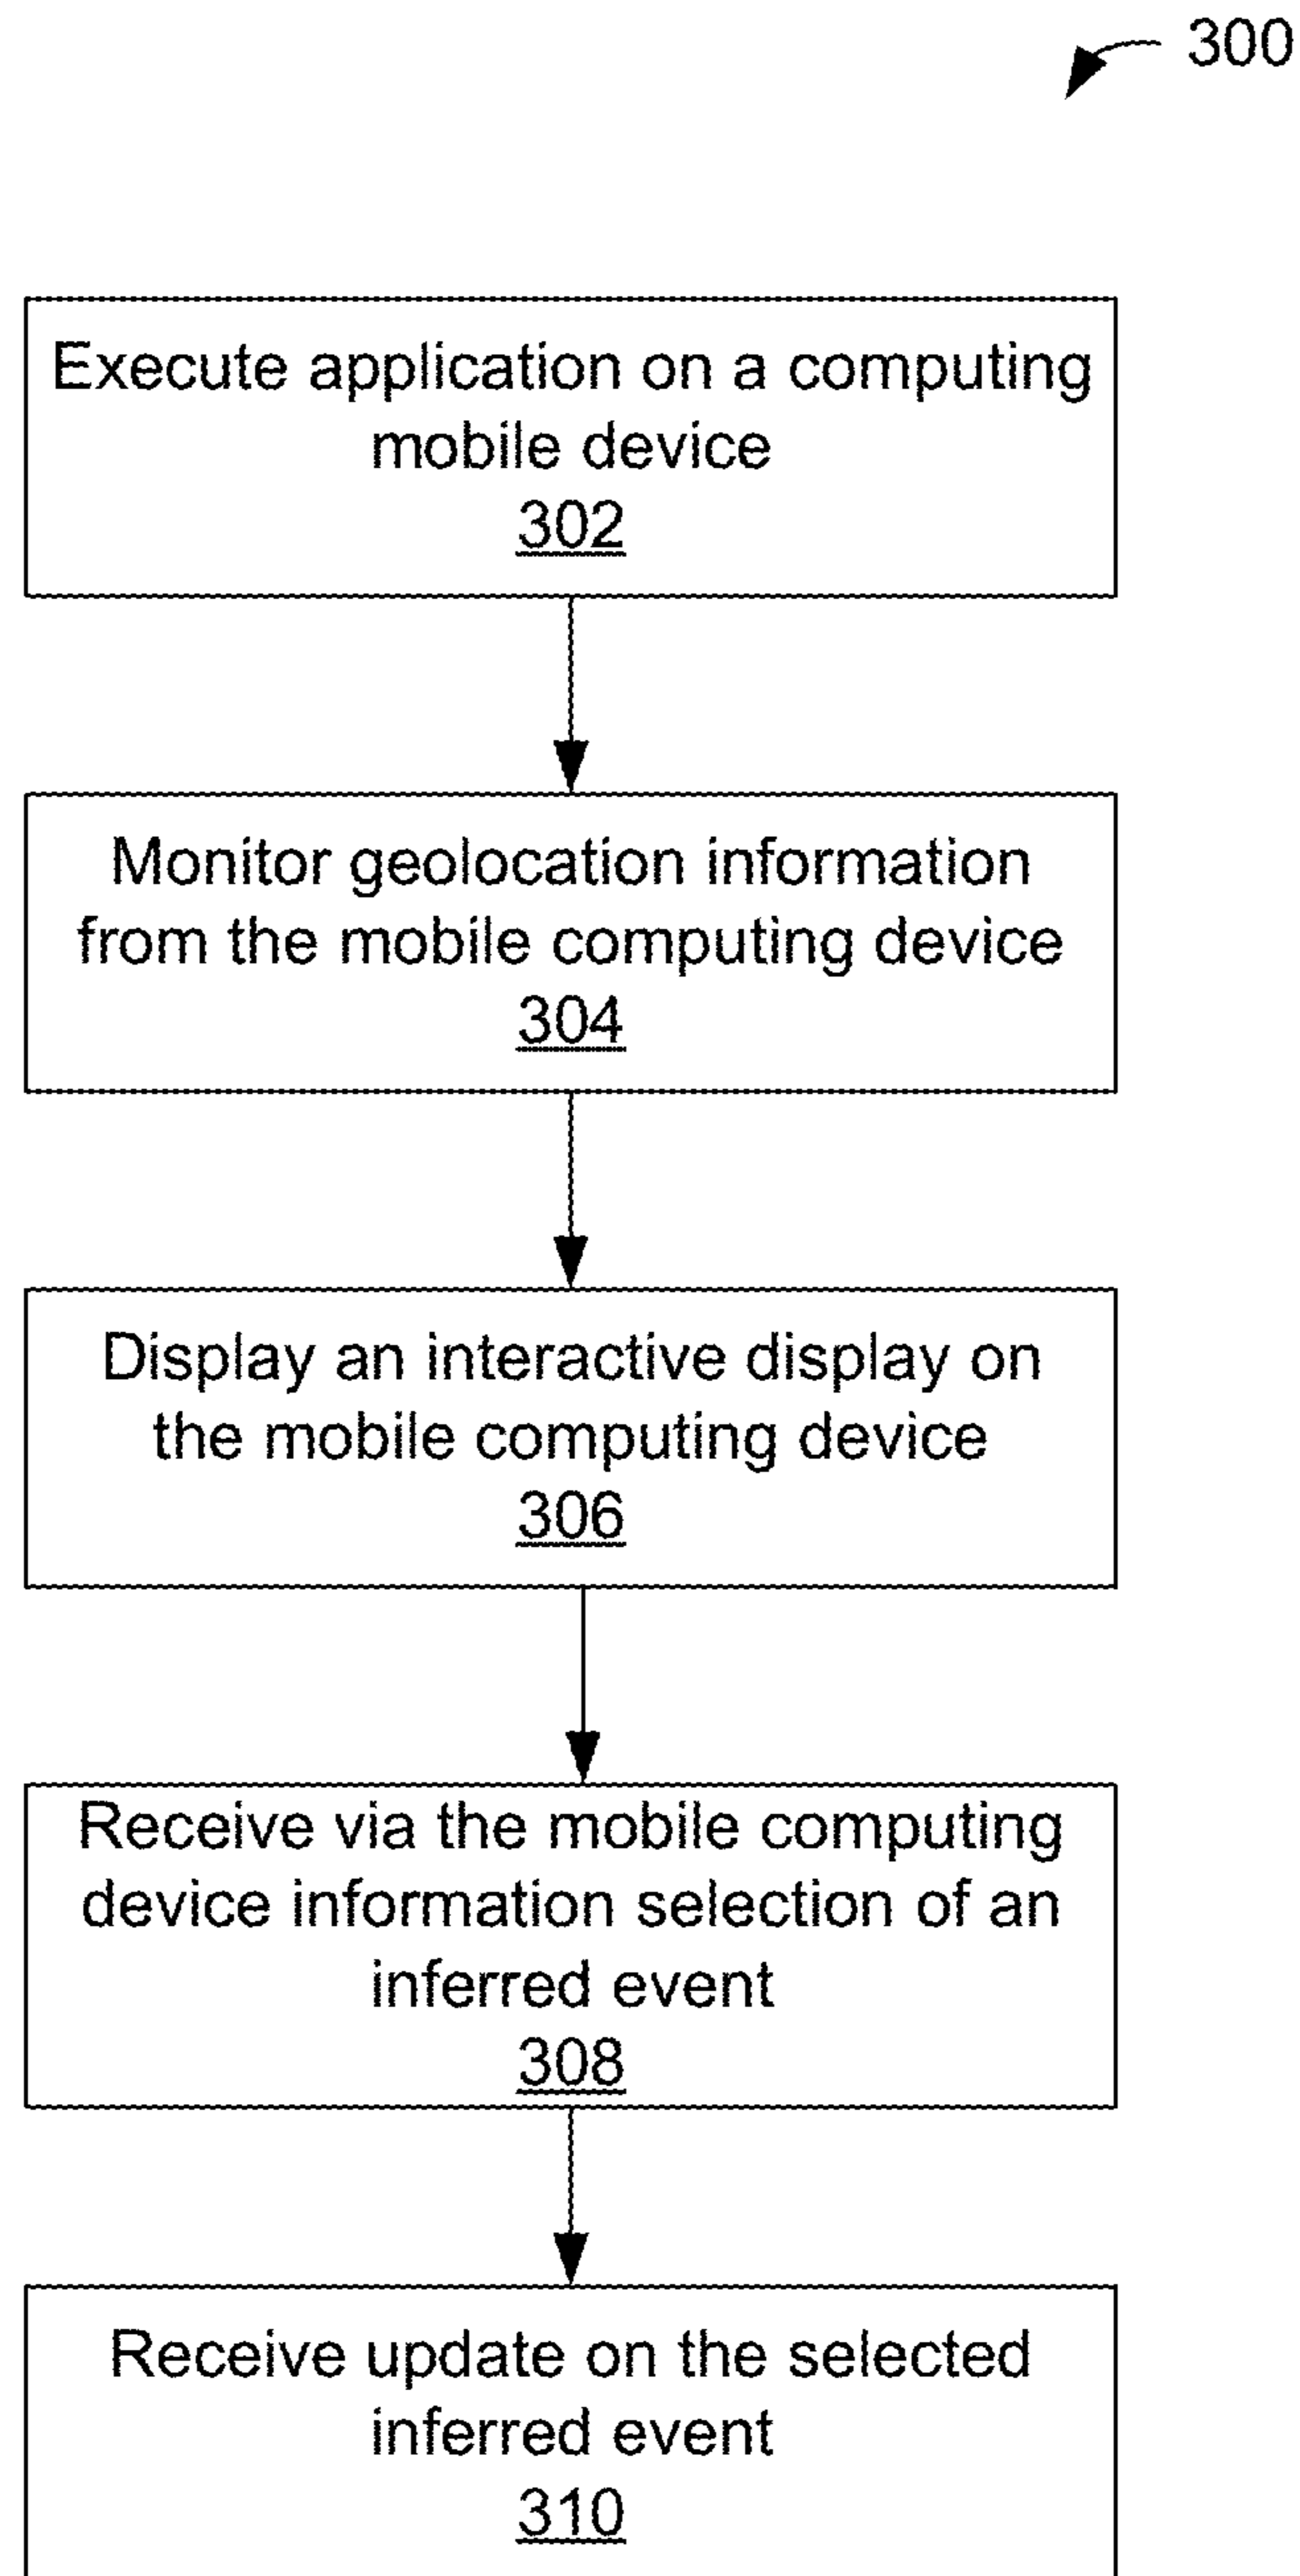 300
Execute application on a computing
mobile device
302
Monitor geolocation information
from the mobile computing device
304
Display an interactive display on
the mobile computing device
306
Receive via the mobile computing
device information selection of an
inferred event
308
Receive update on the selected
inferred event
310